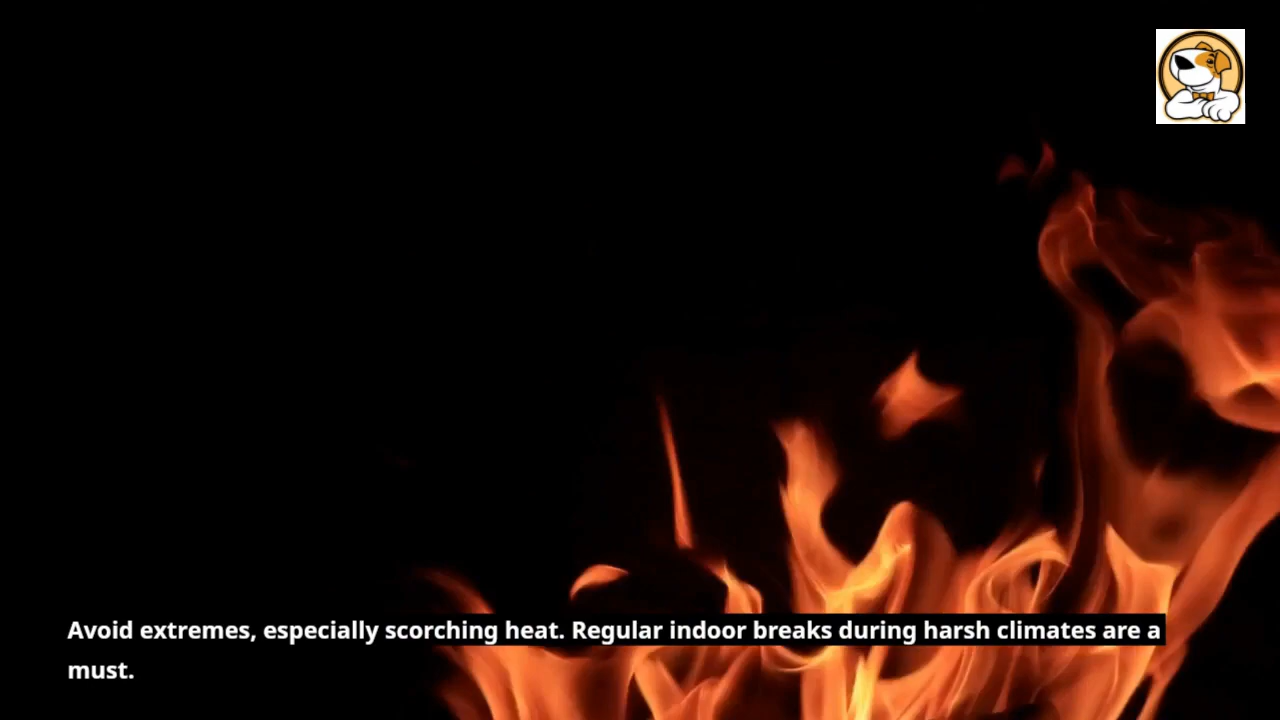 Avoid extremes, especially scorching heat. Regular indoor breaks during harsh climates are a
must.